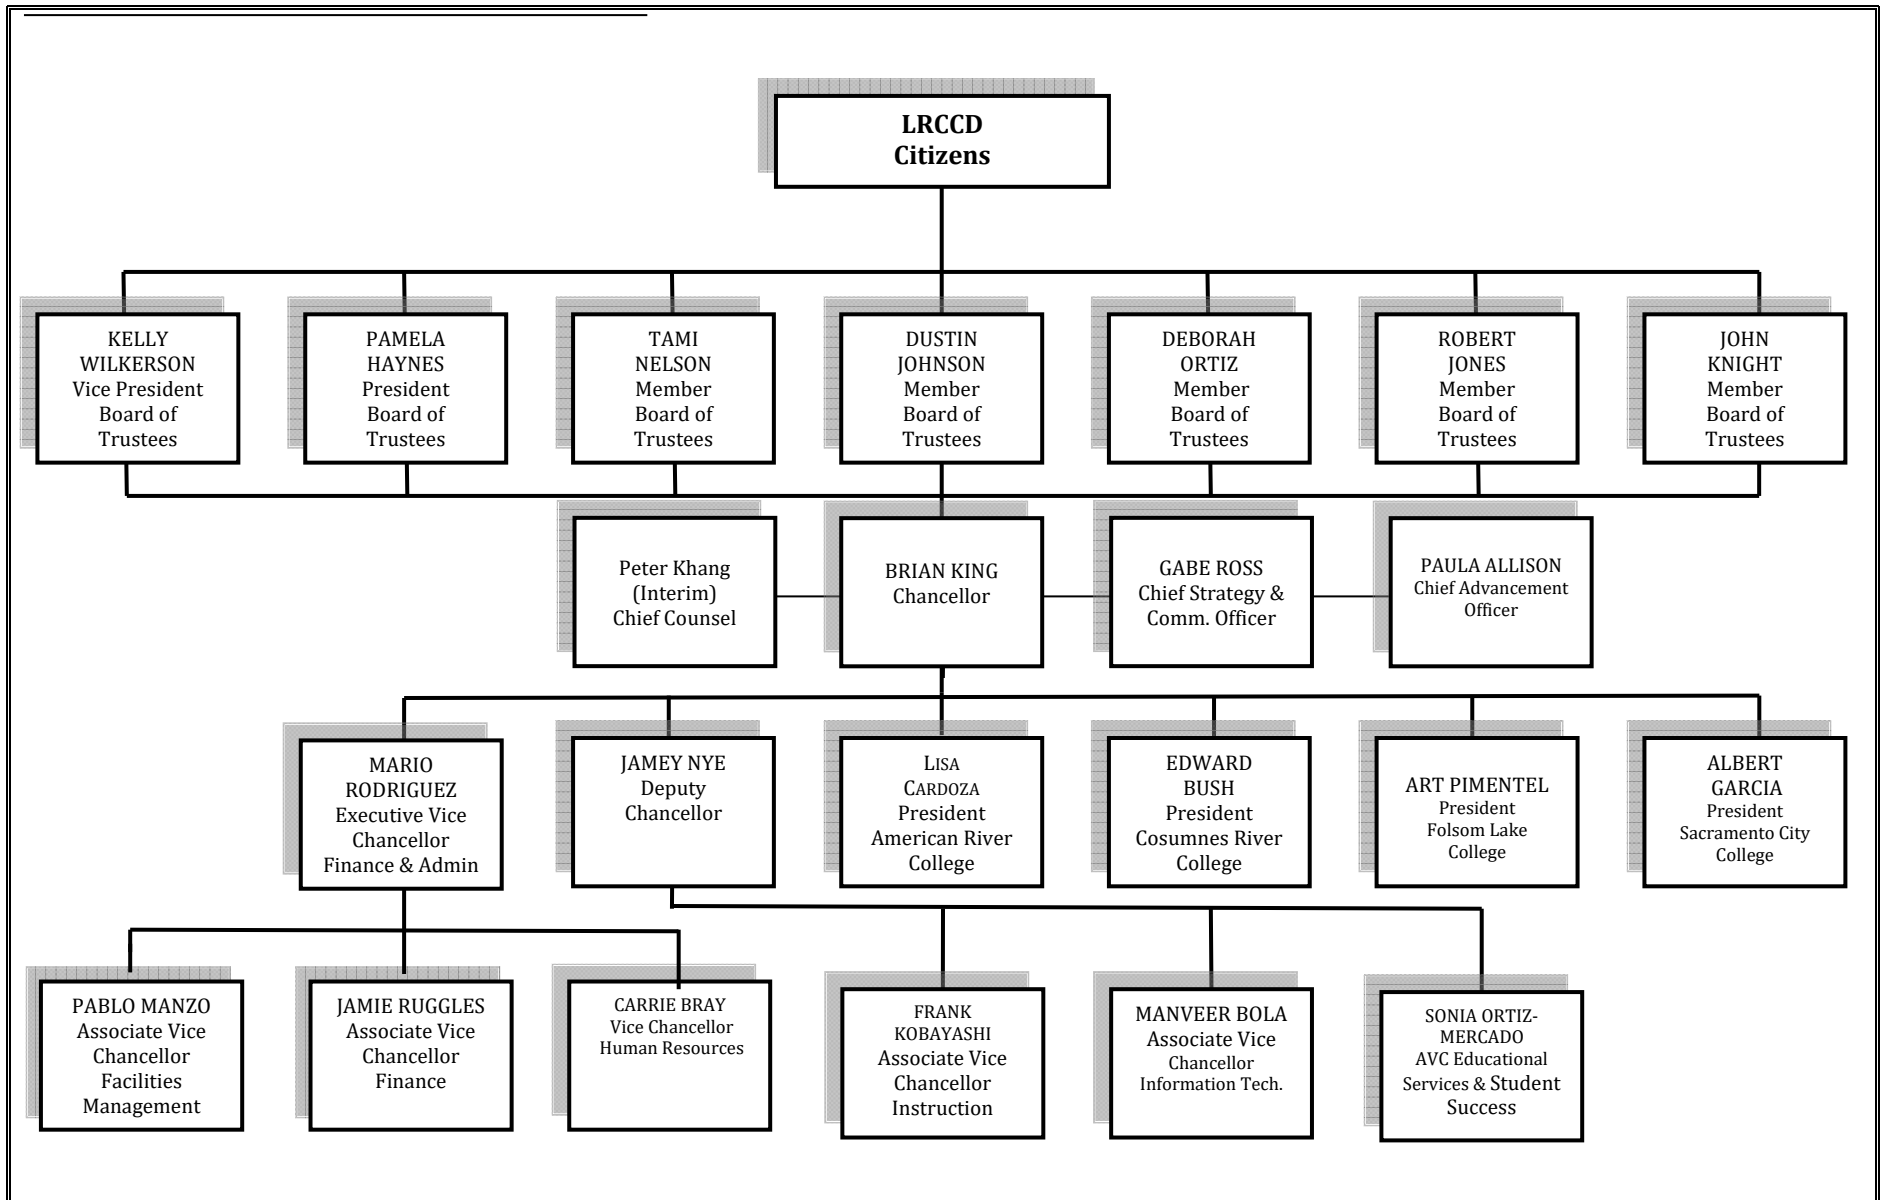 LRCCD
Citizens
KELLY
WILKERSON
Vice President
Board of
Trustees
PAMELA
HAYNES
President
Board of
Trustees
TAMI
NELSON
Member
Board of
Trustees
DUSTIN
JOHNSON
Member
Board of
Trustees
DEBORAH
ORTIZ
Member
Board of
Trustees
ROBERT
JONES
Member
Board of
Trustees
JOHN
KNIGHT
Member
Board of
Trustees
Peter Khang
(Interim)
Chief Counsel
BRIAN KING
Chancellor
GABE ROSS
Chief Strategy &
Comm. Officer
PAULA ALLISON
Chief Advancement
Officer
MARIO
RODRIGUEZ
Executive Vice
Chancellor
Finance & Admin
JAMEY NYE
Deputy
Chancellor
LISA
CARDOZA
President
American River
College
EDWARD
BUSH
President
Cosumnes River
College
ART PIMENTEL
President
Folsom Lake
College
ALBERT
GARCIA
President
Sacramento City
College
PABLO MANZO
Associate Vice
Chancellor
Facilities
Management
JAMIE RUGGLES
Associate Vice
Chancellor
Finance
CARRIE BRAY
Vice Chancellor
Human Resources
FRANK
KOBAYASHI
Associate Vice
Chancellor
Instruction
MANVEER BOLA
Associate Vice
Chancellor
Information Tech.
SONIA ORTIZ-
MERCADO
AVC Educational
Services & Student
Success